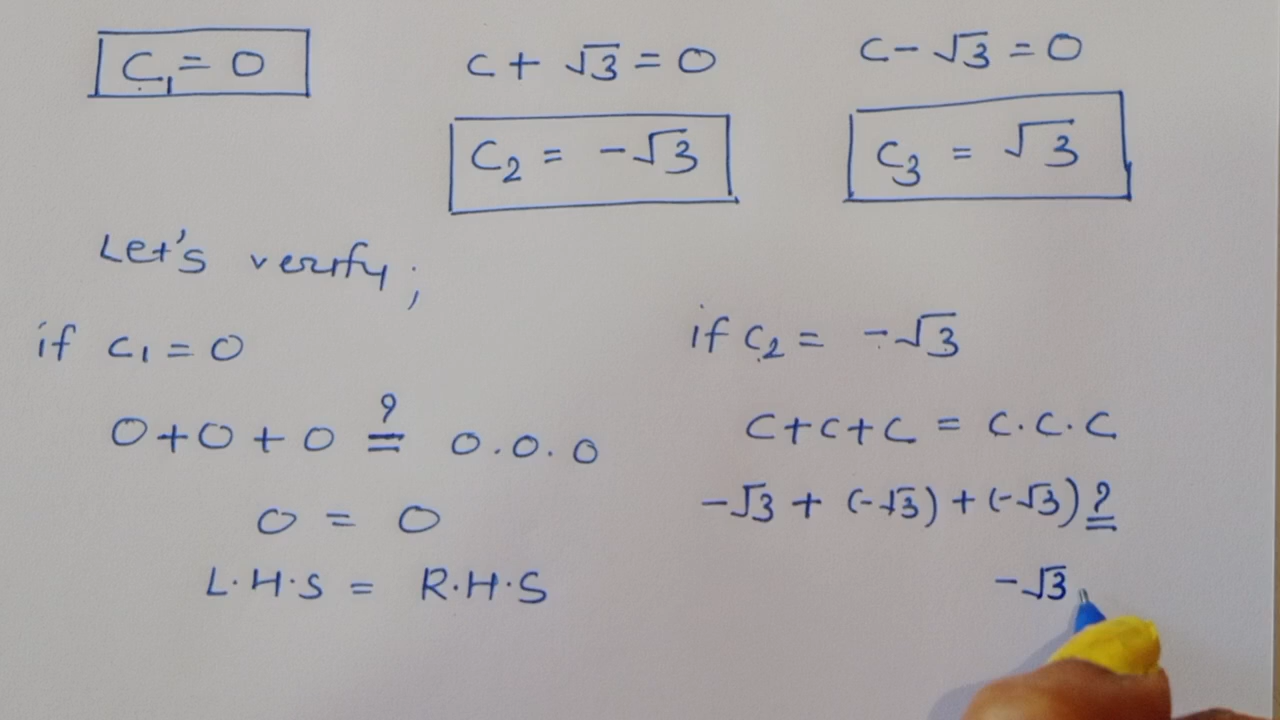 C₁ = 0
c + √3 = 0
c - √3 = 0
C₂ = -√3
C₃ = √3
Let's verify;
if c₁ = 0
0 + 0 + 0 ≟ 0 . 0 . 0
0 = 0
L.H.S = R.H.S
if C₂ = -√3
C + C + C = C . C . C
-√3 + (-√3) + (-√3) ≟
-√3